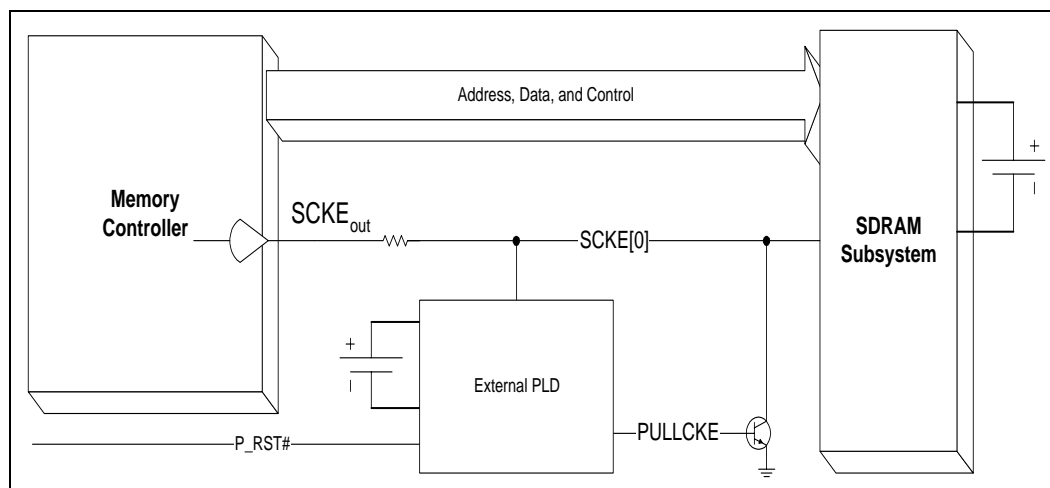 Address, Data, and Control
Memory
Controller
SCKEout
SCKE[0]
SDRAM
Subsystem
+
–
+
–
External PLD
PULLCKE
P_RST#